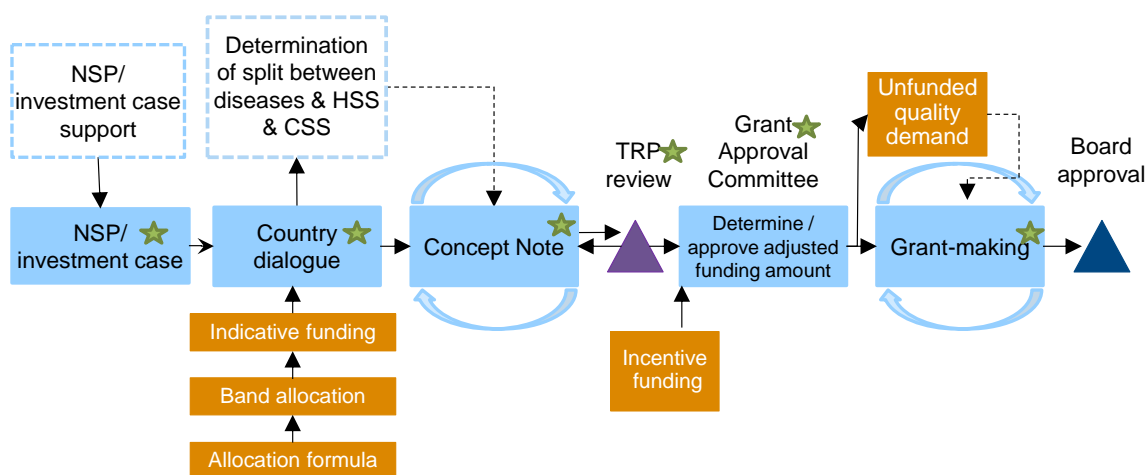 NSP/
investment case
support
Determination
of split between
diseases & HSS
& CSS
TRP
review
Grant
Approval
Committee
Unfunded
quality
demand
Board
approval
NSP/
investment case
Country
dialogue
Concept Note
Determine /
approve adjusted
funding amount
Grant-making
Indicative funding
Band allocation
Allocation formula
Incentive
funding